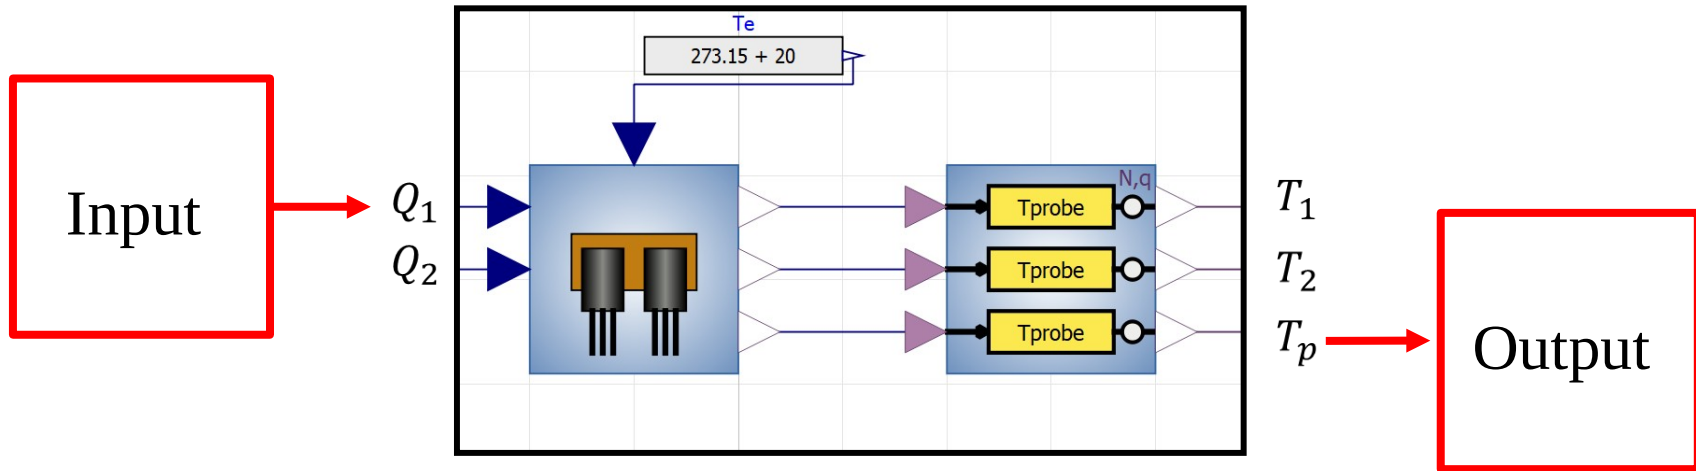 Te
273.15 + 20
Input
Q₁
Q₂
N,q
Tprobe
Tprobe
Tprobe
T₁
T₂
Tₚ
Output